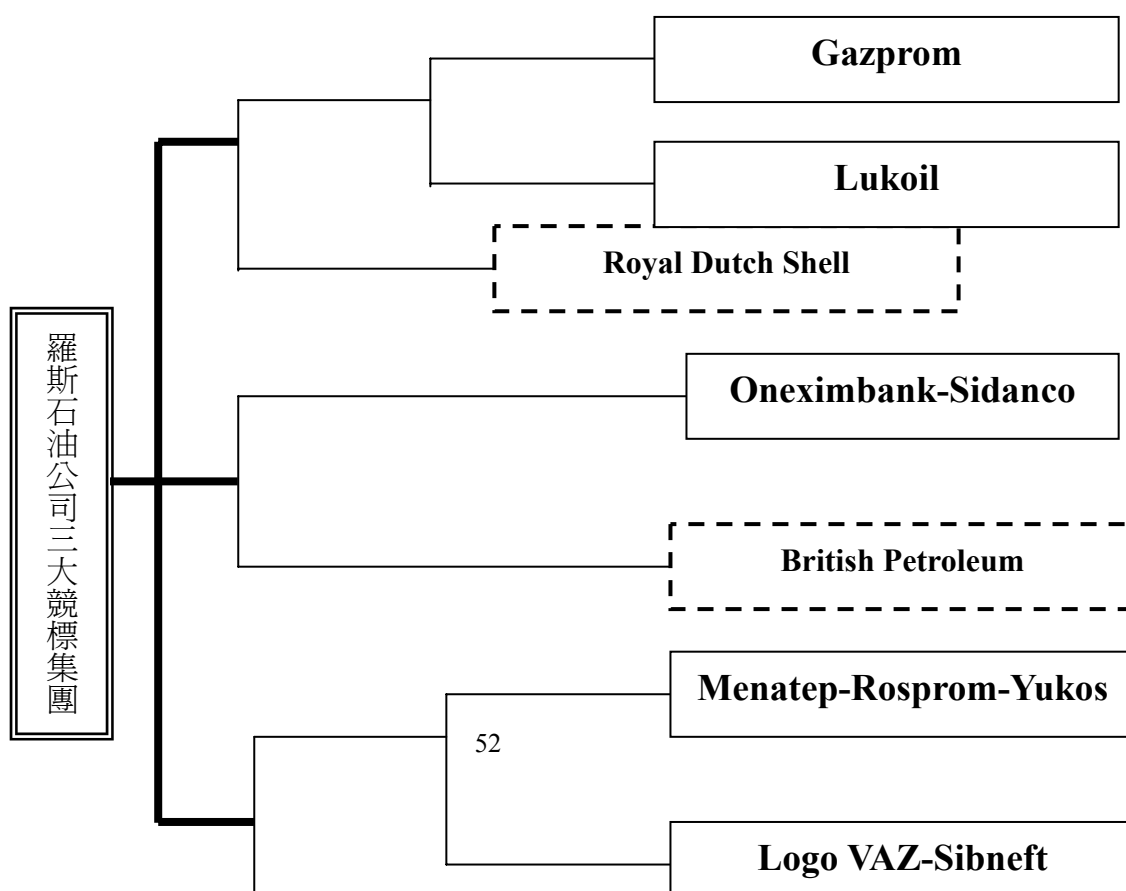 Gazprom
Lukoil
Royal Dutch Shell
羅斯石油公司三大競標集團
Oneximbank-Sidanco
British Petroleum
Menatep-Rosprom-Yukos
52
Logo VAZ-Sibneft